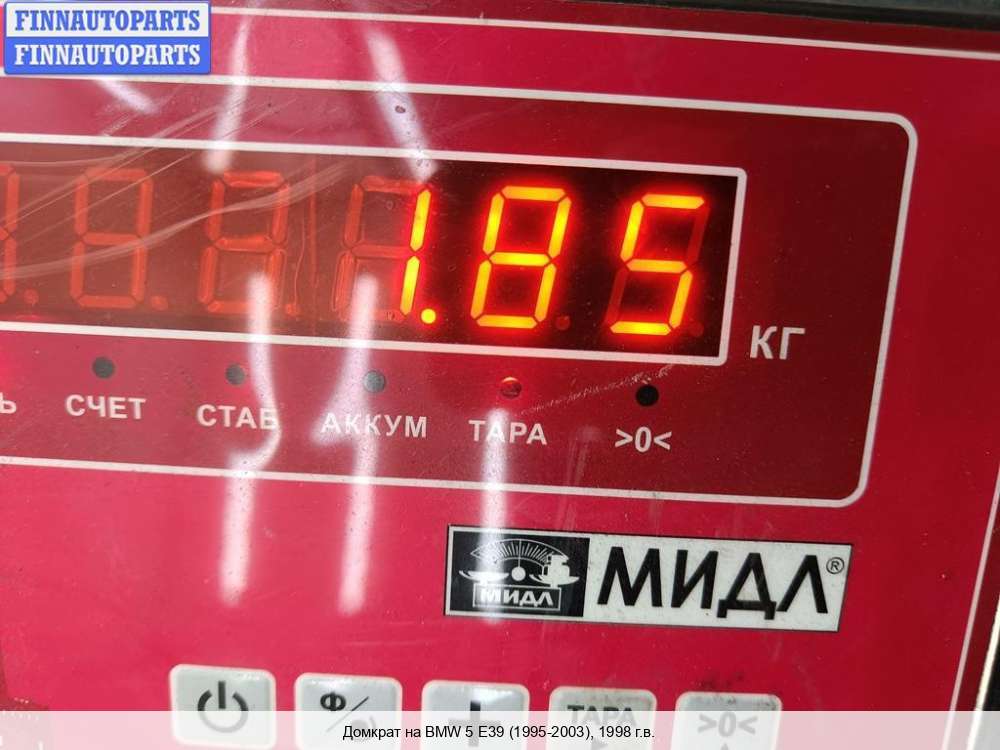 FINNAUTOPARTS
FINNAUTOPARTS
1.85
КГ
Ь СЧЕТ СТАБ АККУМ ТАРА >0<
МИДЛ МИДЛ®
Ф/
ТАРА
>0<
Домкрат на BMW 5 E39 (1995-2003), 1998 г.в.